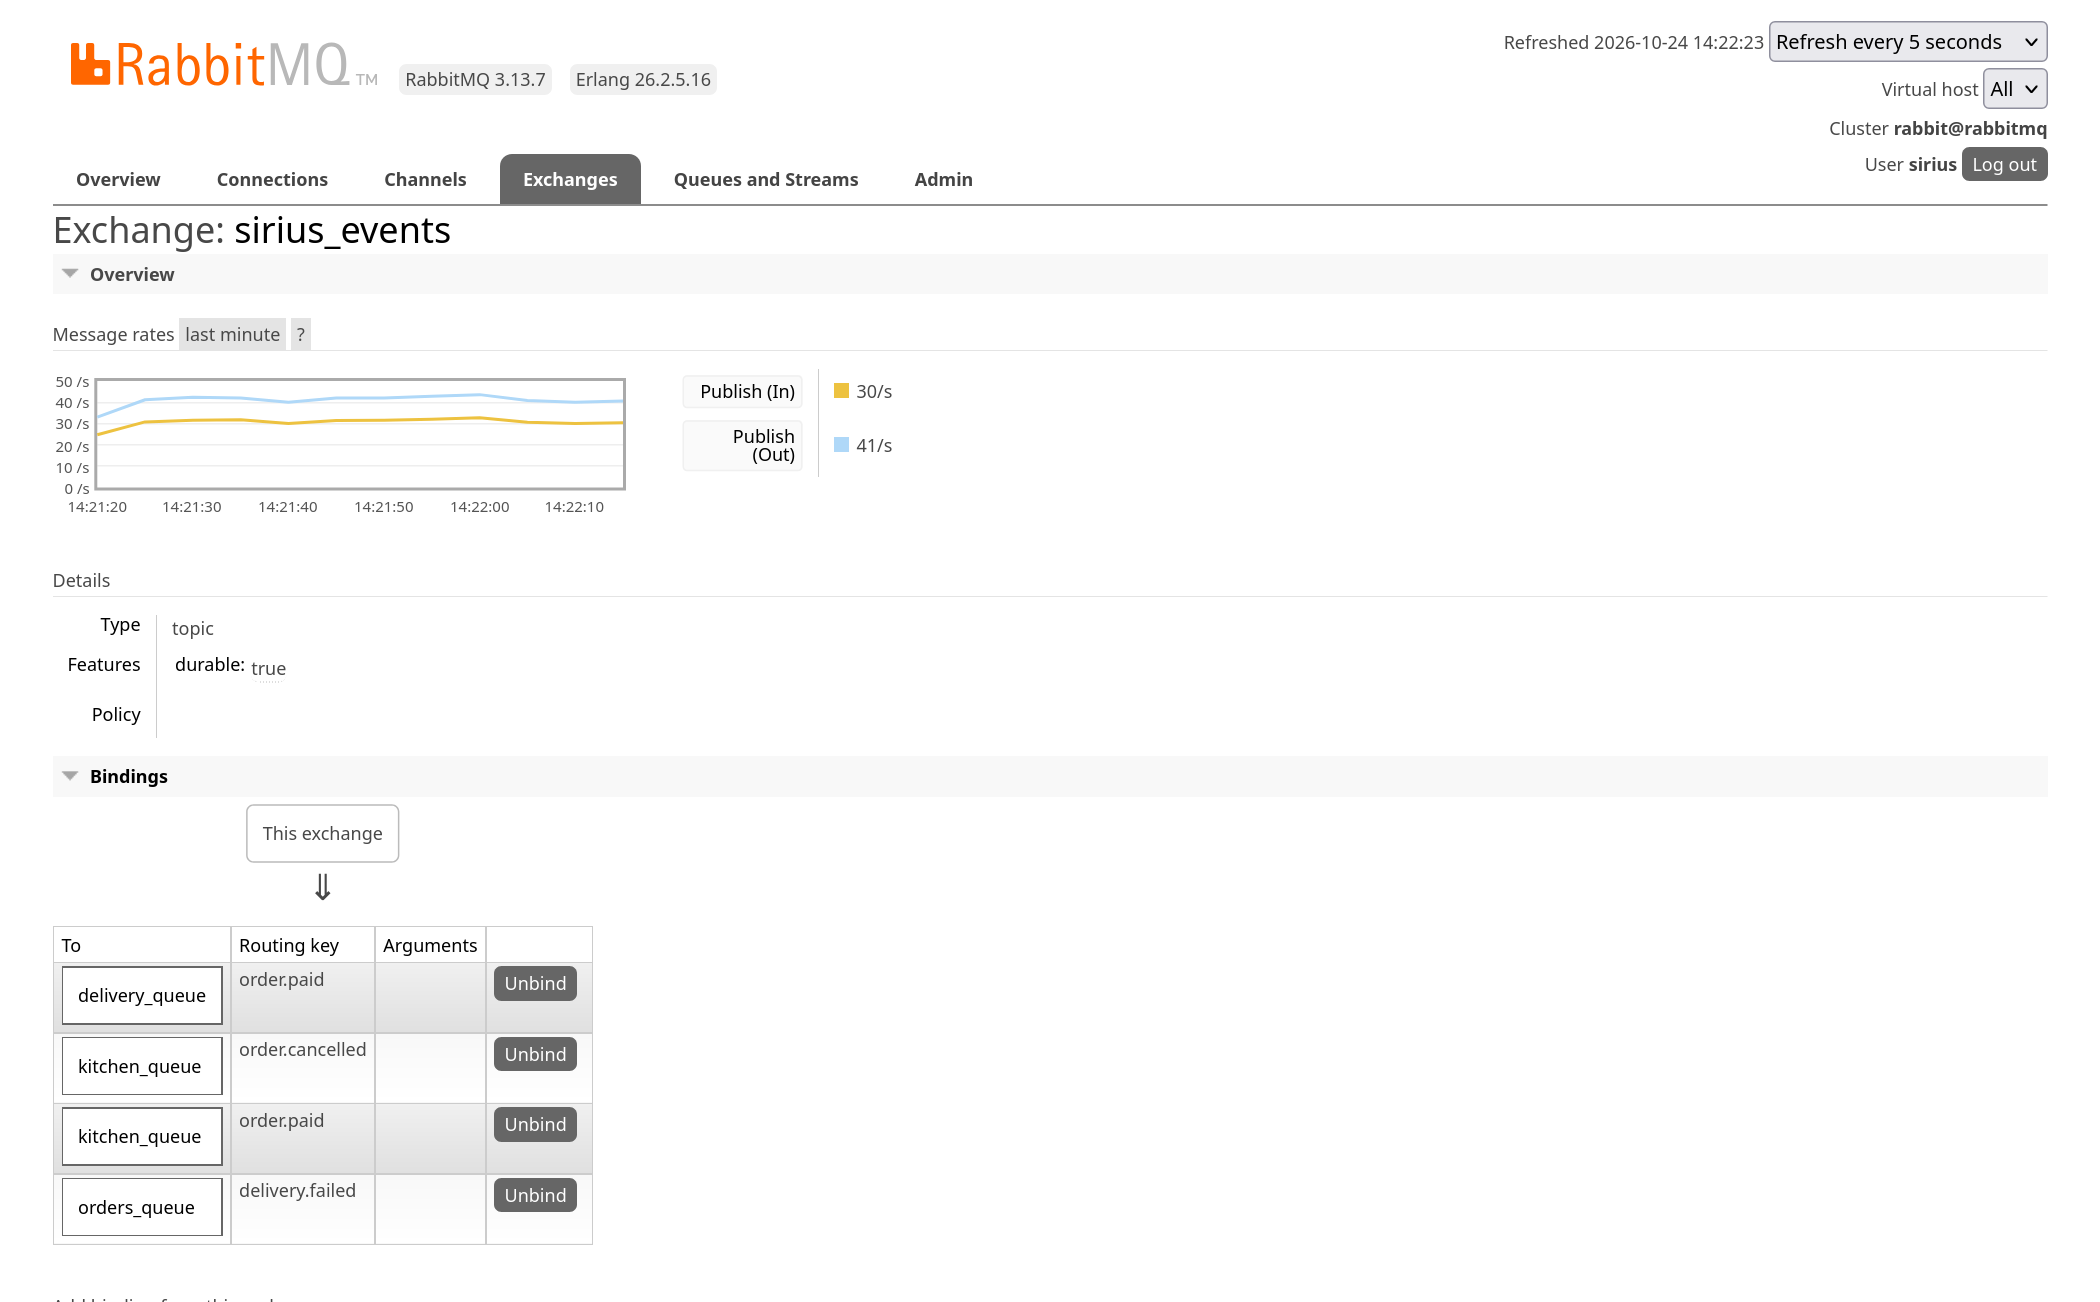 RabbitMQ TM
RabbitMQ 3.13.7
Erlang 26.2.5.16
Refreshed 2026-10-24 14:22:23
Refresh every 5 seconds
Virtual host All
Cluster rabbit@rabbitmq
User sirius Log out
Overview Connections Channels Exchanges Queues and Streams Admin
Exchange: sirius_events
Overview
Message rates last minute ?
50 /s
40 /s
30 /s
20 /s
10 /s
0 /s
14:21:20 14:21:30 14:21:40 14:21:50 14:22:00 14:22:10
Publish (In) 30/s
Publish
(Out) 41/s
Details
Type topic
Features durable: true
Policy
Bindings
This exchange
⇓
To Routing key Arguments
delivery_queue order.paid Unbind
kitchen_queue order.cancelled Unbind
kitchen_queue order.paid Unbind
orders_queue delivery.failed Unbind